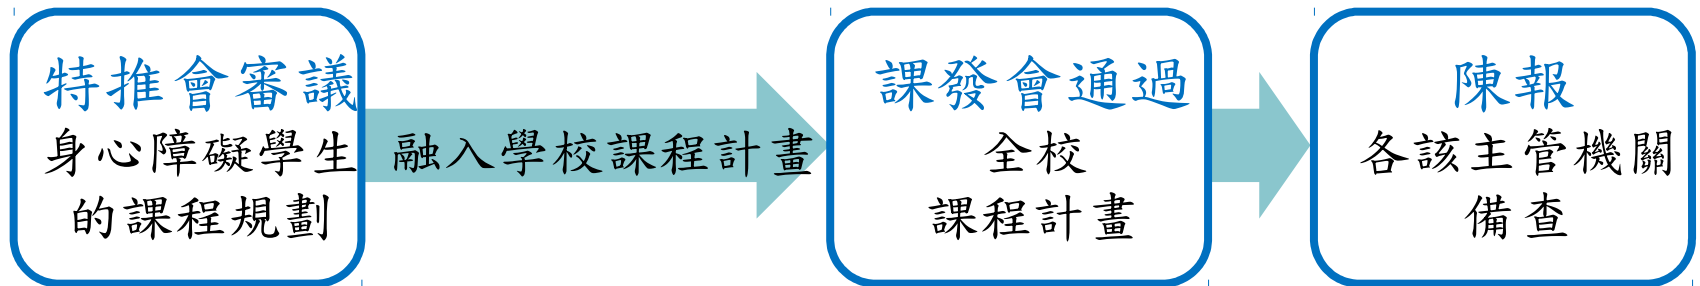 特推會審議
身心障礙學生
的課程規劃
融入學校課程計畫
課發會通過
全校
課程計畫
陳報
各該主管機關
備查